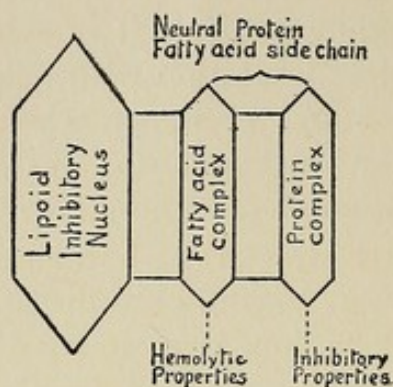 Neutral Protein
Fatty acid side chain
Lipoid
Inhibitory
Nucleus
Fatty acid
complex
Protein
complex
Hemolytic
Properties
Inhibitory
Properties